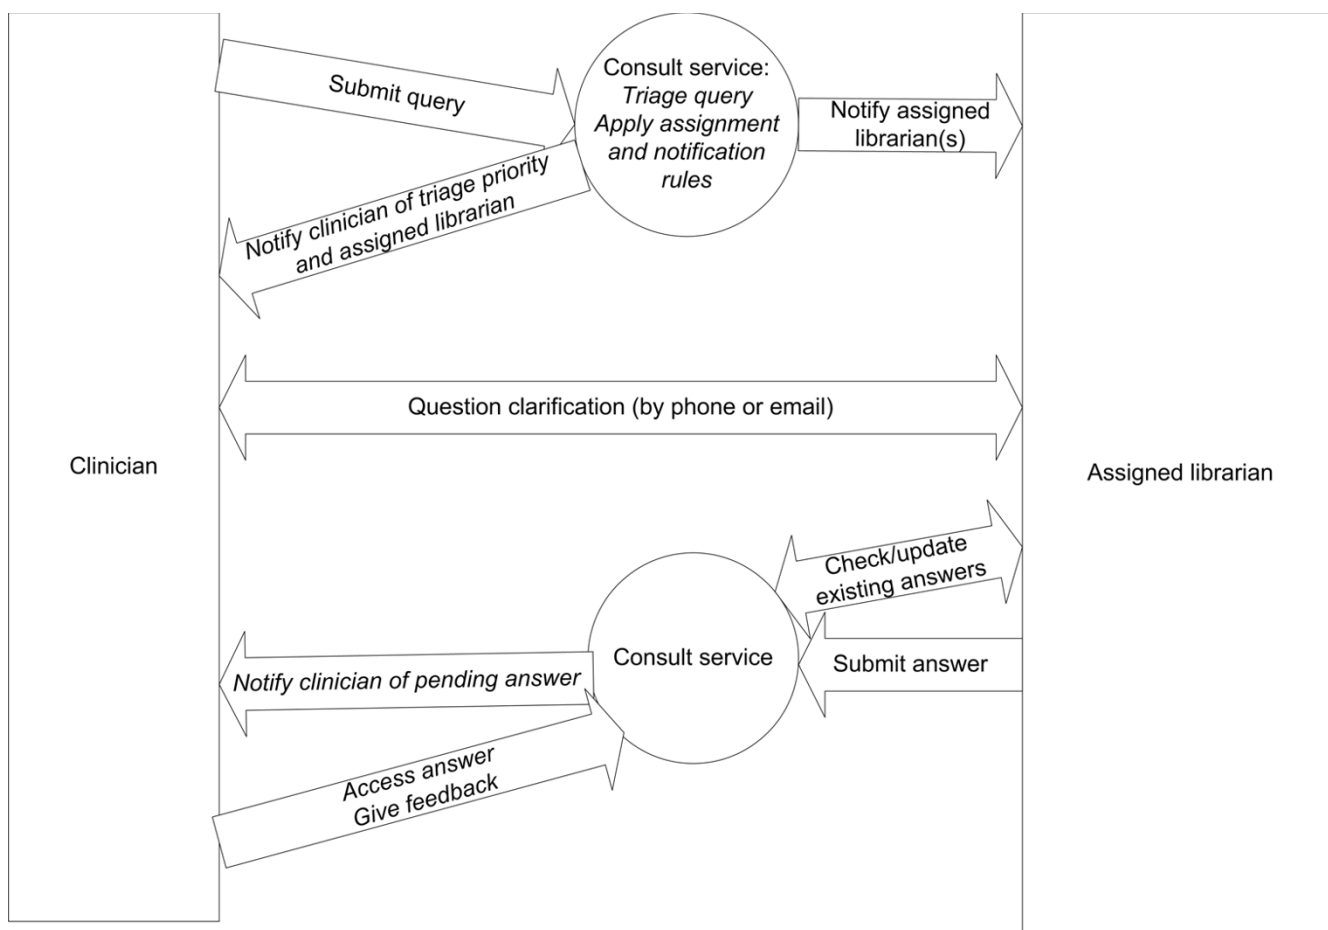 Submit query
Consult service:
Triage query
Apply assignment
and notification
rules
Notify assigned
librarian(s)
Notify clinician of triage priority
and assigned librarian
Question clarification (by phone or email)
Clinician
Assigned librarian
Check/update
existing answers
Consult service
Submit answer
Notify clinician of pending answer
Access answer
Give feedback